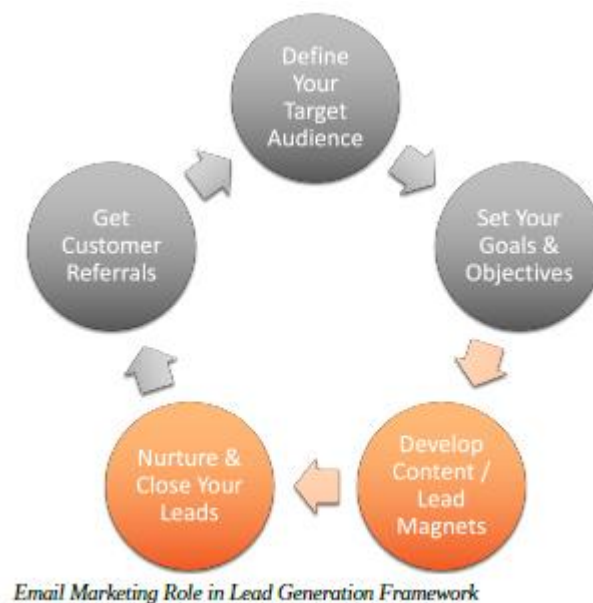 Define
Your
Target
Audience
Set Your
Goals &
Objectives
Develop
Content /
Lead
Magnets
Nurture &
Close Your
Leads
Get
Customer
Referrals
Email Marketing Role in Lead Generation Framework